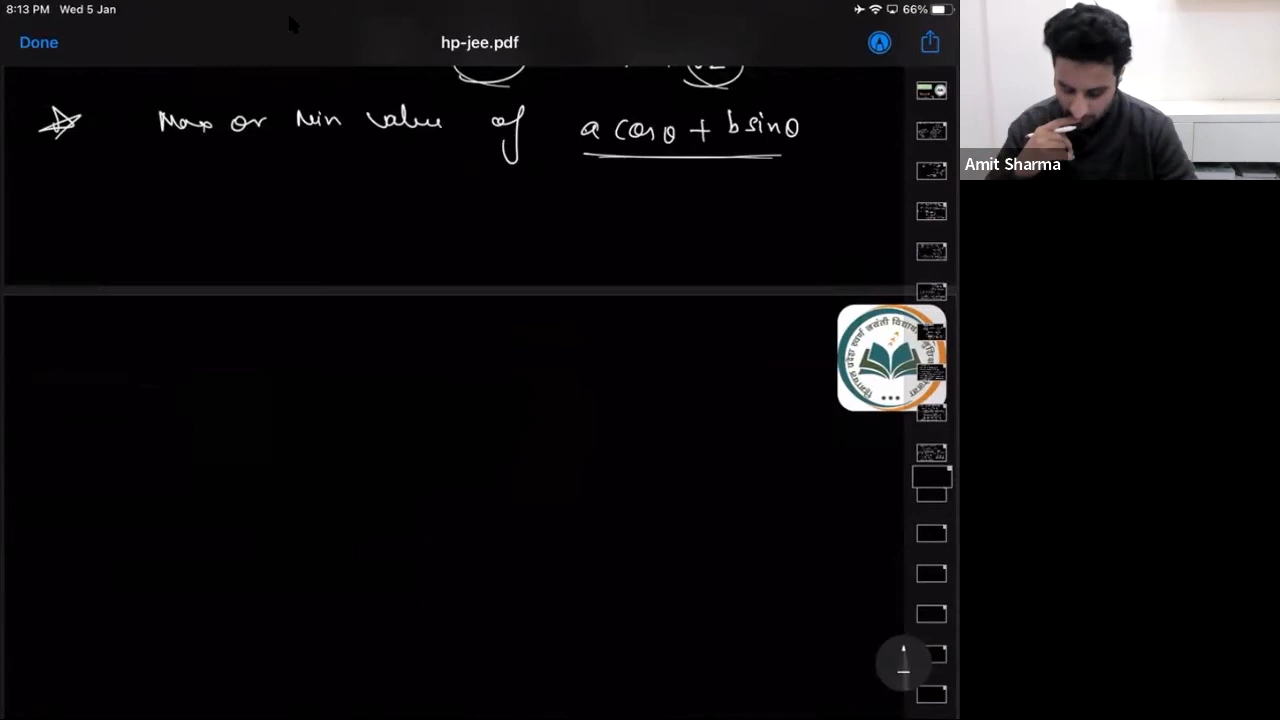 8:13 PM Wed 5 Jan
66%
Done
hp-jee.pdf
☆ Max or Min value of a cosθ + b sinθ
Amit Sharma